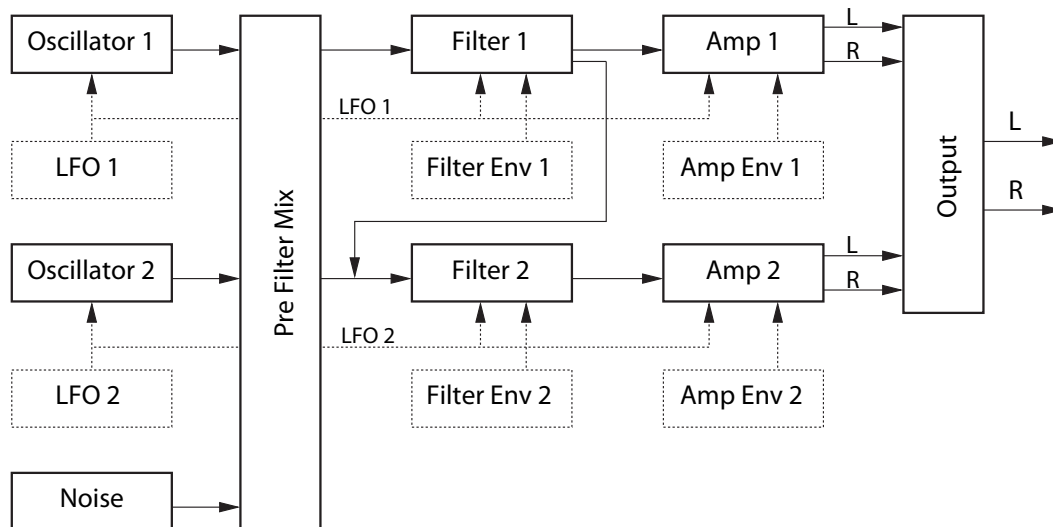 Oscillator 1
Filter 1
Amp 1
L
R
LFO 1
LFO 1
Filter Env 1
Amp Env 1
Pre Filter Mix
Output
L
R
Oscillator 2
Filter 2
Amp 2
L
R
LFO 2
LFO 2
Filter Env 2
Amp Env 2
Noise